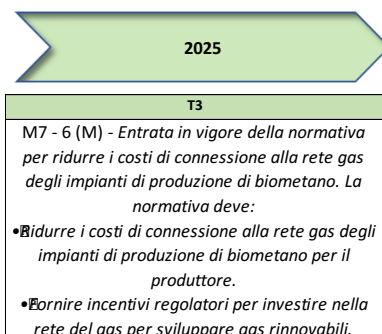 2025
T3
M7 - 6 (M) - Entrata in vigore della normativa
per ridurre i costi di connessione alla rete gas
degli impianti di produzione di biometano. La
normativa deve:
•Ridurre i costi di connessione alla rete gas degli
impianti di produzione di biometano per il
produttore.
•Fornire incentivi regolatori per investire nella
rete del gas per sviluppare gas rinnovabili.